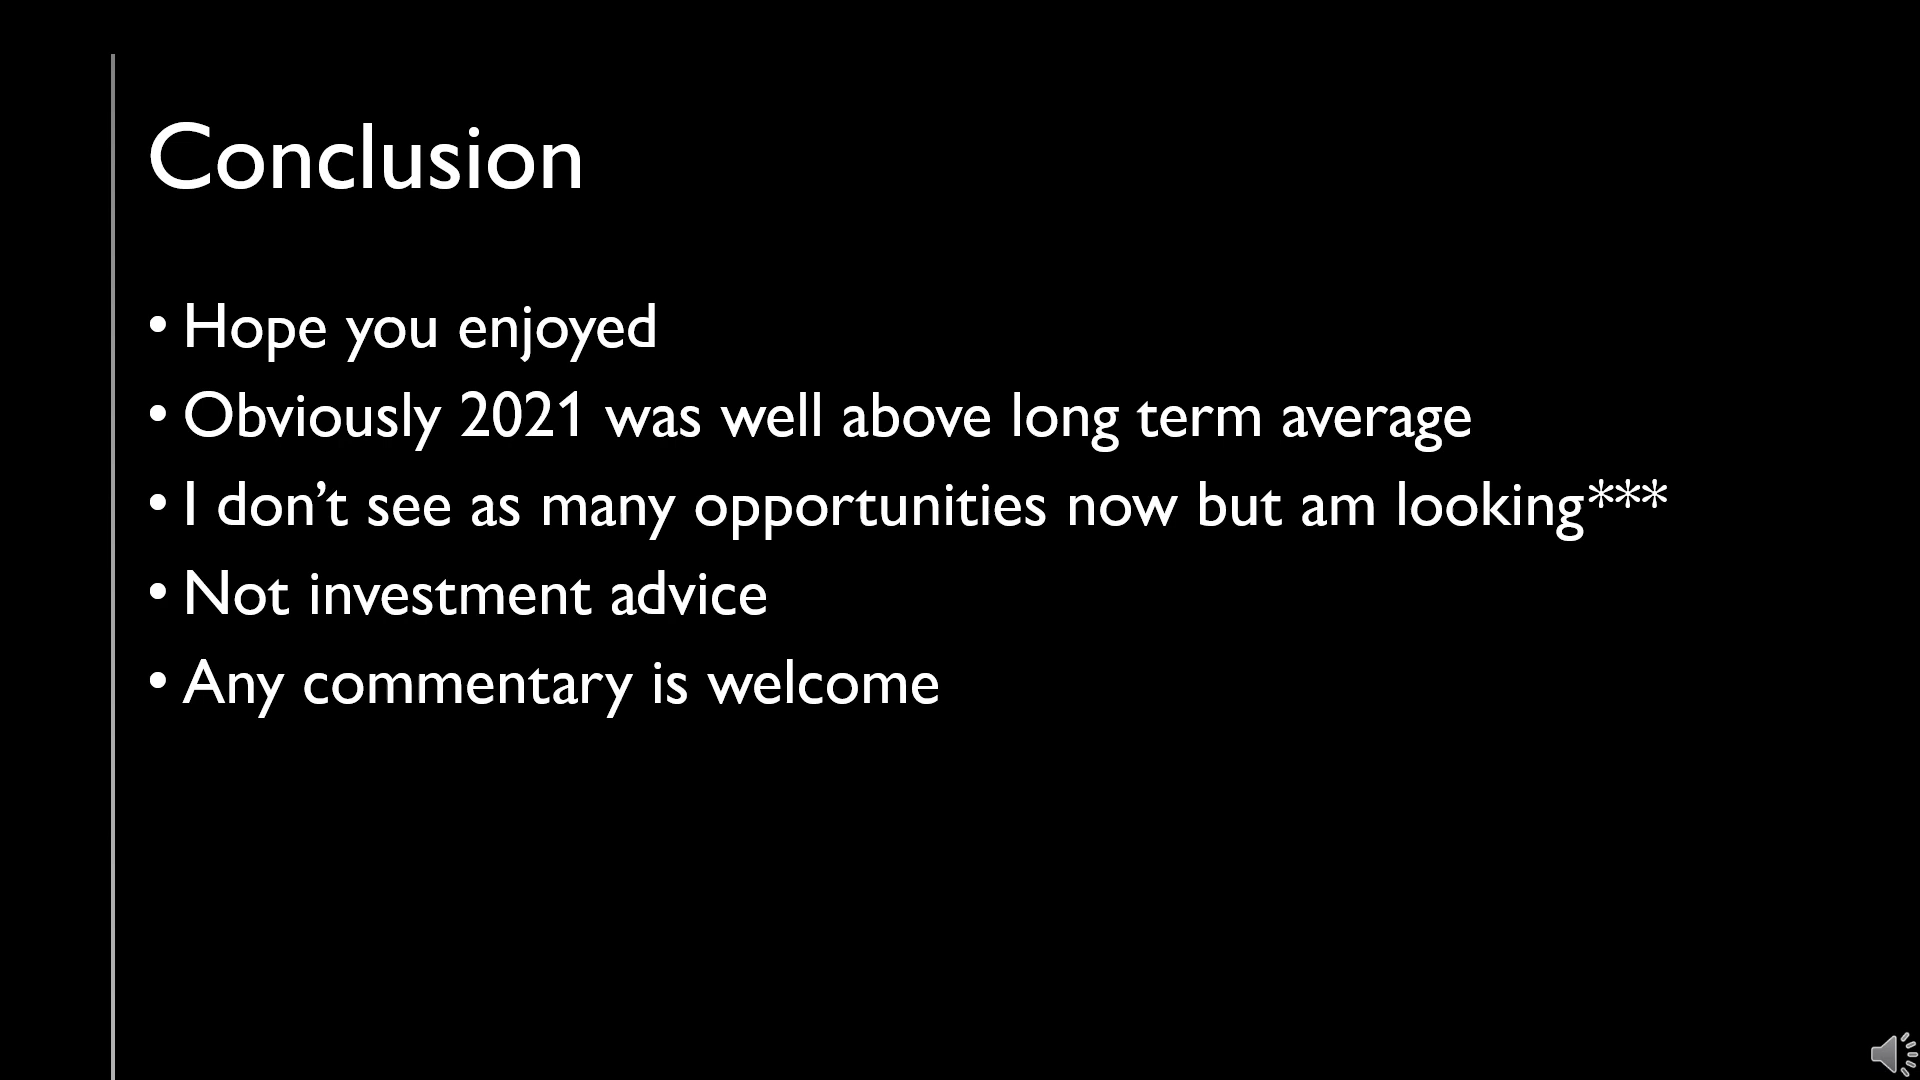 Conclusion
• Hope you enjoyed
• Obviously 2021 was well above long term average
• I don’t see as many opportunities now but am looking***
• Not investment advice
• Any commentary is welcome